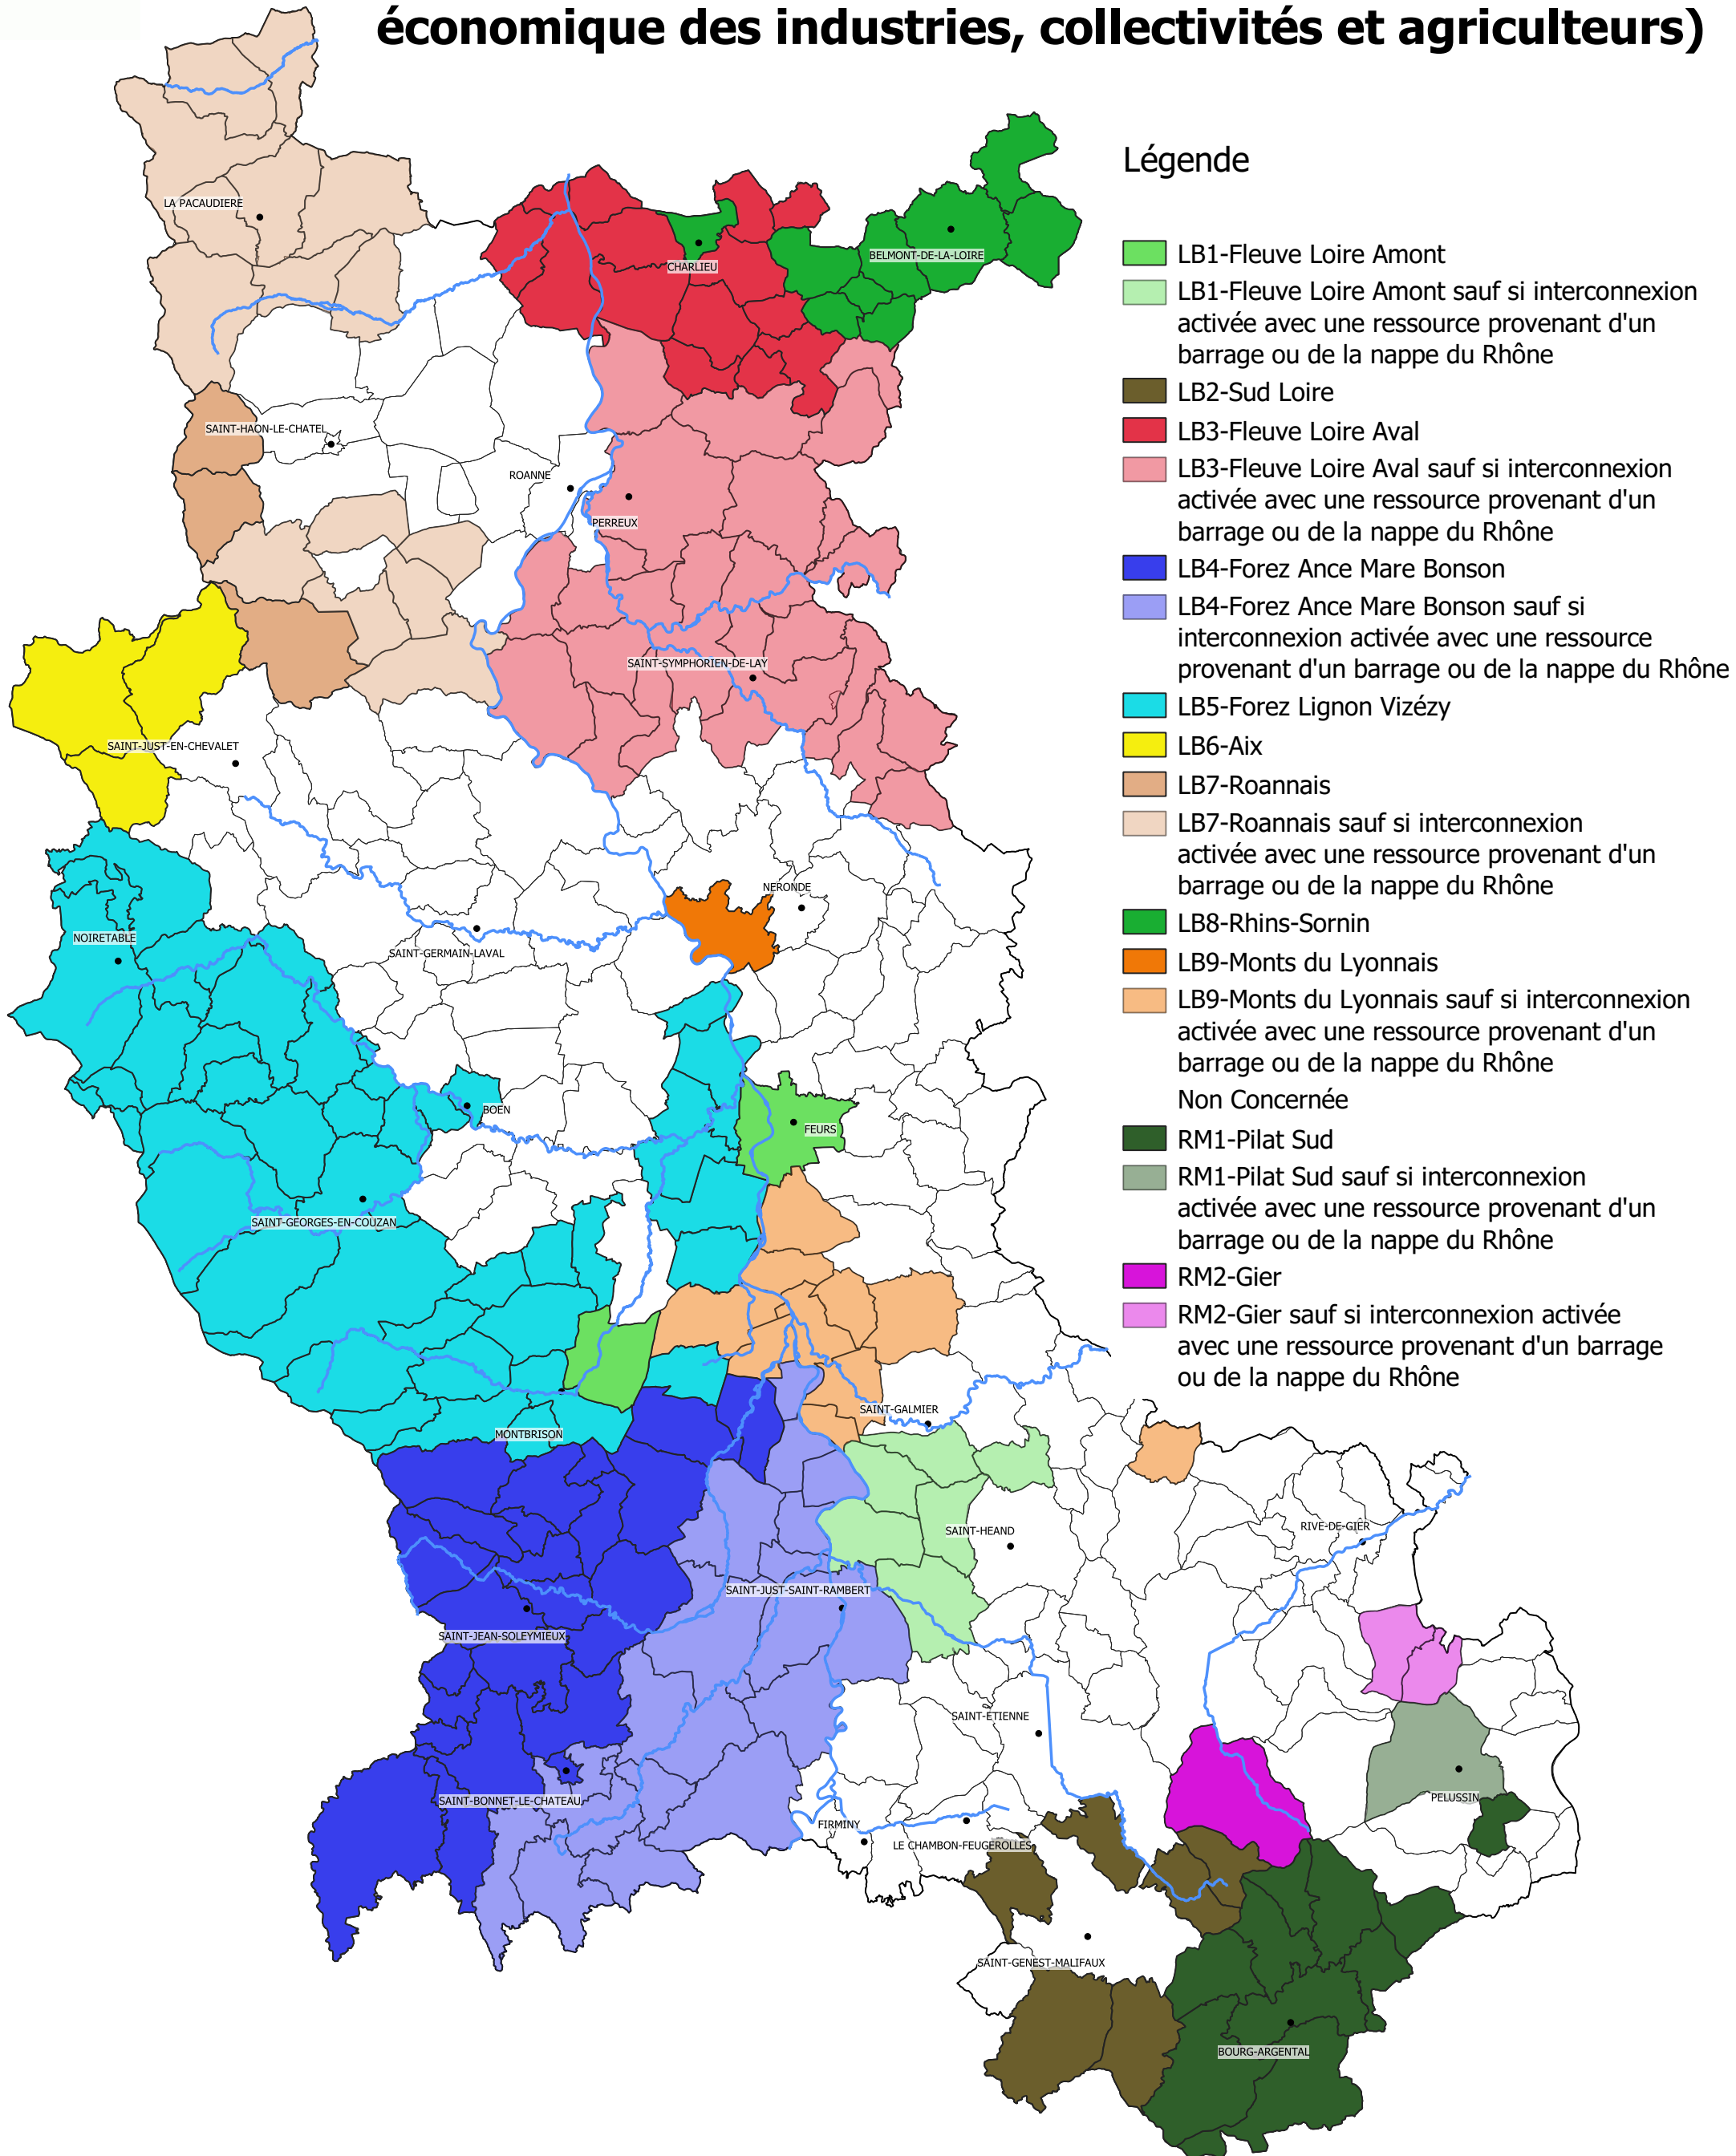 économique des industries, collectivités et agriculteurs)
Légende
LB1-Fleuve Loire Amont
LB1-Fleuve Loire Amont sauf si interconnexion
activée avec une ressource provenant d'un
barrage ou de la nappe du Rhône
LB2-Sud Loire
LB3-Fleuve Loire Aval
LB3-Fleuve Loire Aval sauf si interconnexion
activée avec une ressource provenant d'un
barrage ou de la nappe du Rhône
LB4-Forez Ance Mare Bonson
LB4-Forez Ance Mare Bonson sauf si
interconnexion activée avec une ressource
provenant d'un barrage ou de la nappe du Rhône
LB5-Forez Lignon Vizézy
LB6-Aix
LB7-Roannais
LB7-Roannais sauf si interconnexion
activée avec une ressource provenant d'un
barrage ou de la nappe du Rhône
LB8-Rhins-Sornin
LB9-Monts du Lyonnais
LB9-Monts du Lyonnais sauf si interconnexion
activée avec une ressource provenant d'un
barrage ou de la nappe du Rhône
Non Concernée
RM1-Pilat Sud
RM1-Pilat Sud sauf si interconnexion
activée avec une ressource provenant d'un
barrage ou de la nappe du Rhône
RM2-Gier
RM2-Gier sauf si interconnexion activée
avec une ressource provenant d'un barrage
ou de la nappe du Rhône
LA PACAUDIERE
CHARLIEU
BELMONT-DE-LA-LOIRE
SAINT-HAON-LE-CHATEL
ROANNE
PERREUX
SAINT-SYMPHORIEN-DE-LAY
SAINT-JUST-EN-CHEVALET
NERONDE
NOIRETABLE
SAINT-GERMAIN-LAVAL
BOEN
FEURS
SAINT-GEORGES-EN-COUZAN
SAINT-GALMIER
MONTBRISON
RIVE-DE-GIER
SAINT-HEAND
SAINT-JUST-SAINT-RAMBERT
SAINT-JEAN-SOLEYMIEUX
SAINT-ETIENNE
PELUSSIN
SAINT-BONNET-LE-CHATEAU
FIRMINY
LE CHAMBON-FEUGEROLLES
SAINT-GENEST-MALIFAUX
BOURG-ARGENTAL